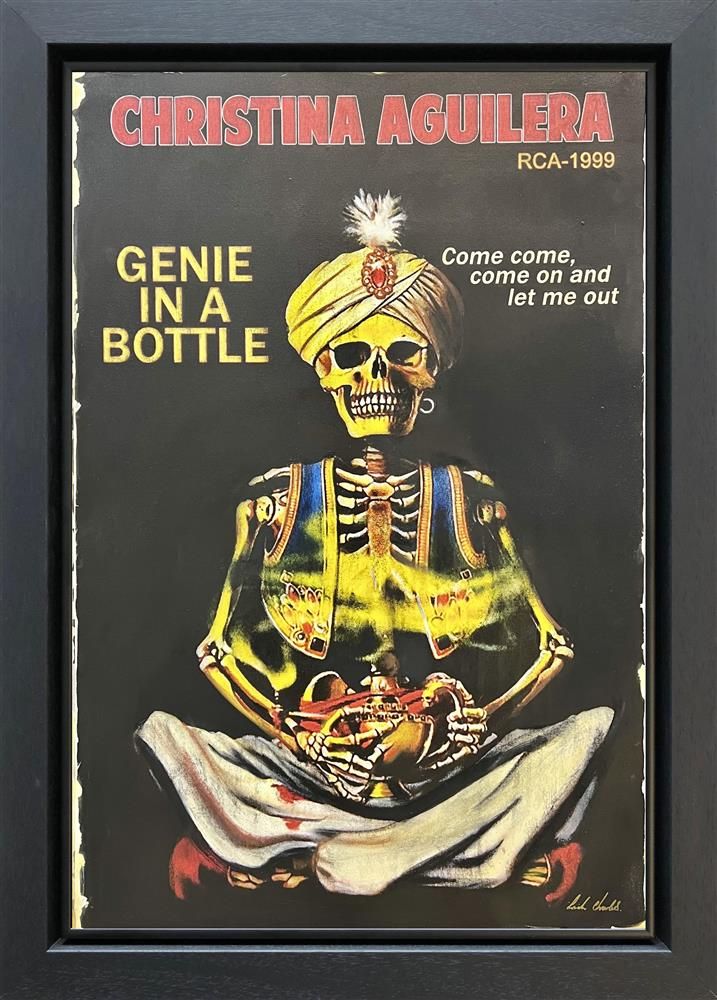 CHRISTINA AGUILERA
RCA-1999
GENIE
IN A
BOTTLE
Come come,
come on and
let me out